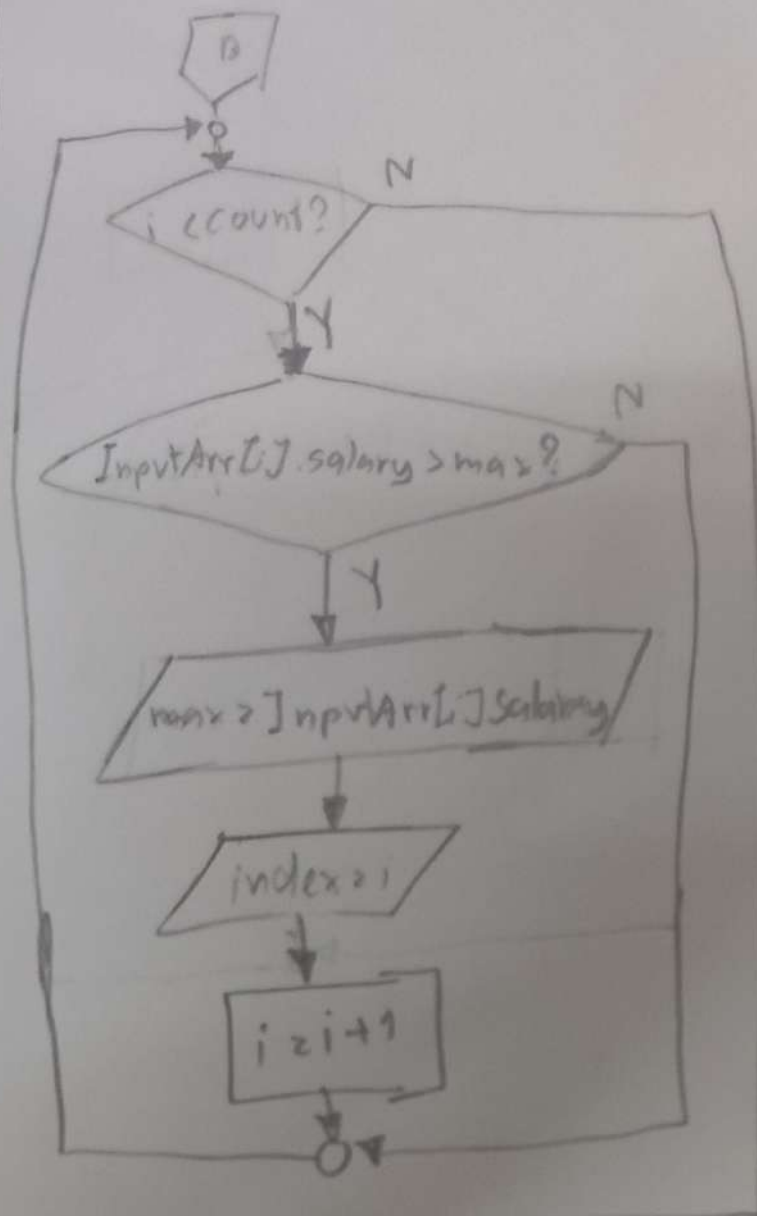 B
N
i <count?
Y
N
InputArr[i].salary>max?
Y
max = InputArr[i] Salary
index = i
i = i+1